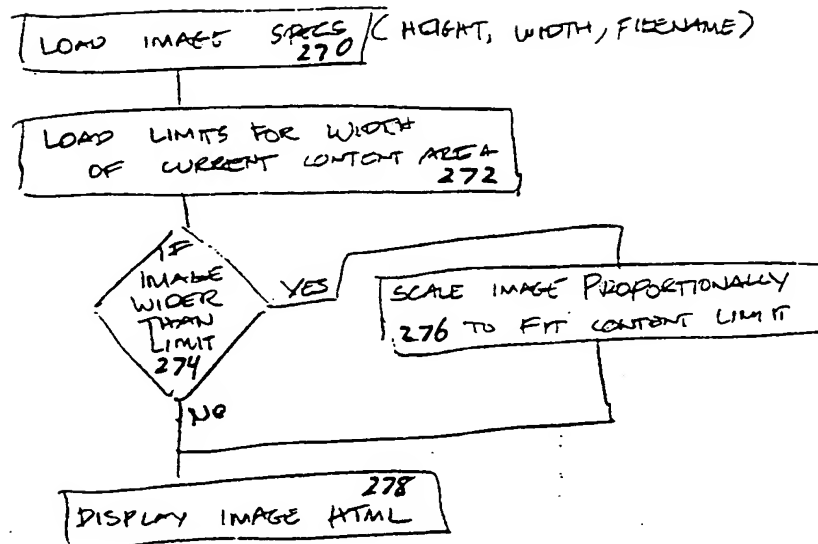 LOAD IMAGE SPECS (HEIGHT, WIDTH, FILENAME)
270
LOAD LIMITS FOR WIDTH
OF CURRENT CONTENT AREA
272
IF
IMAGE
WIDER
THAN
LIMIT
274
YES
SCALE IMAGE PROPORTIONALLY
276 TO FIT CONTENT LIMIT
NO
278
DISPLAY IMAGE HTML